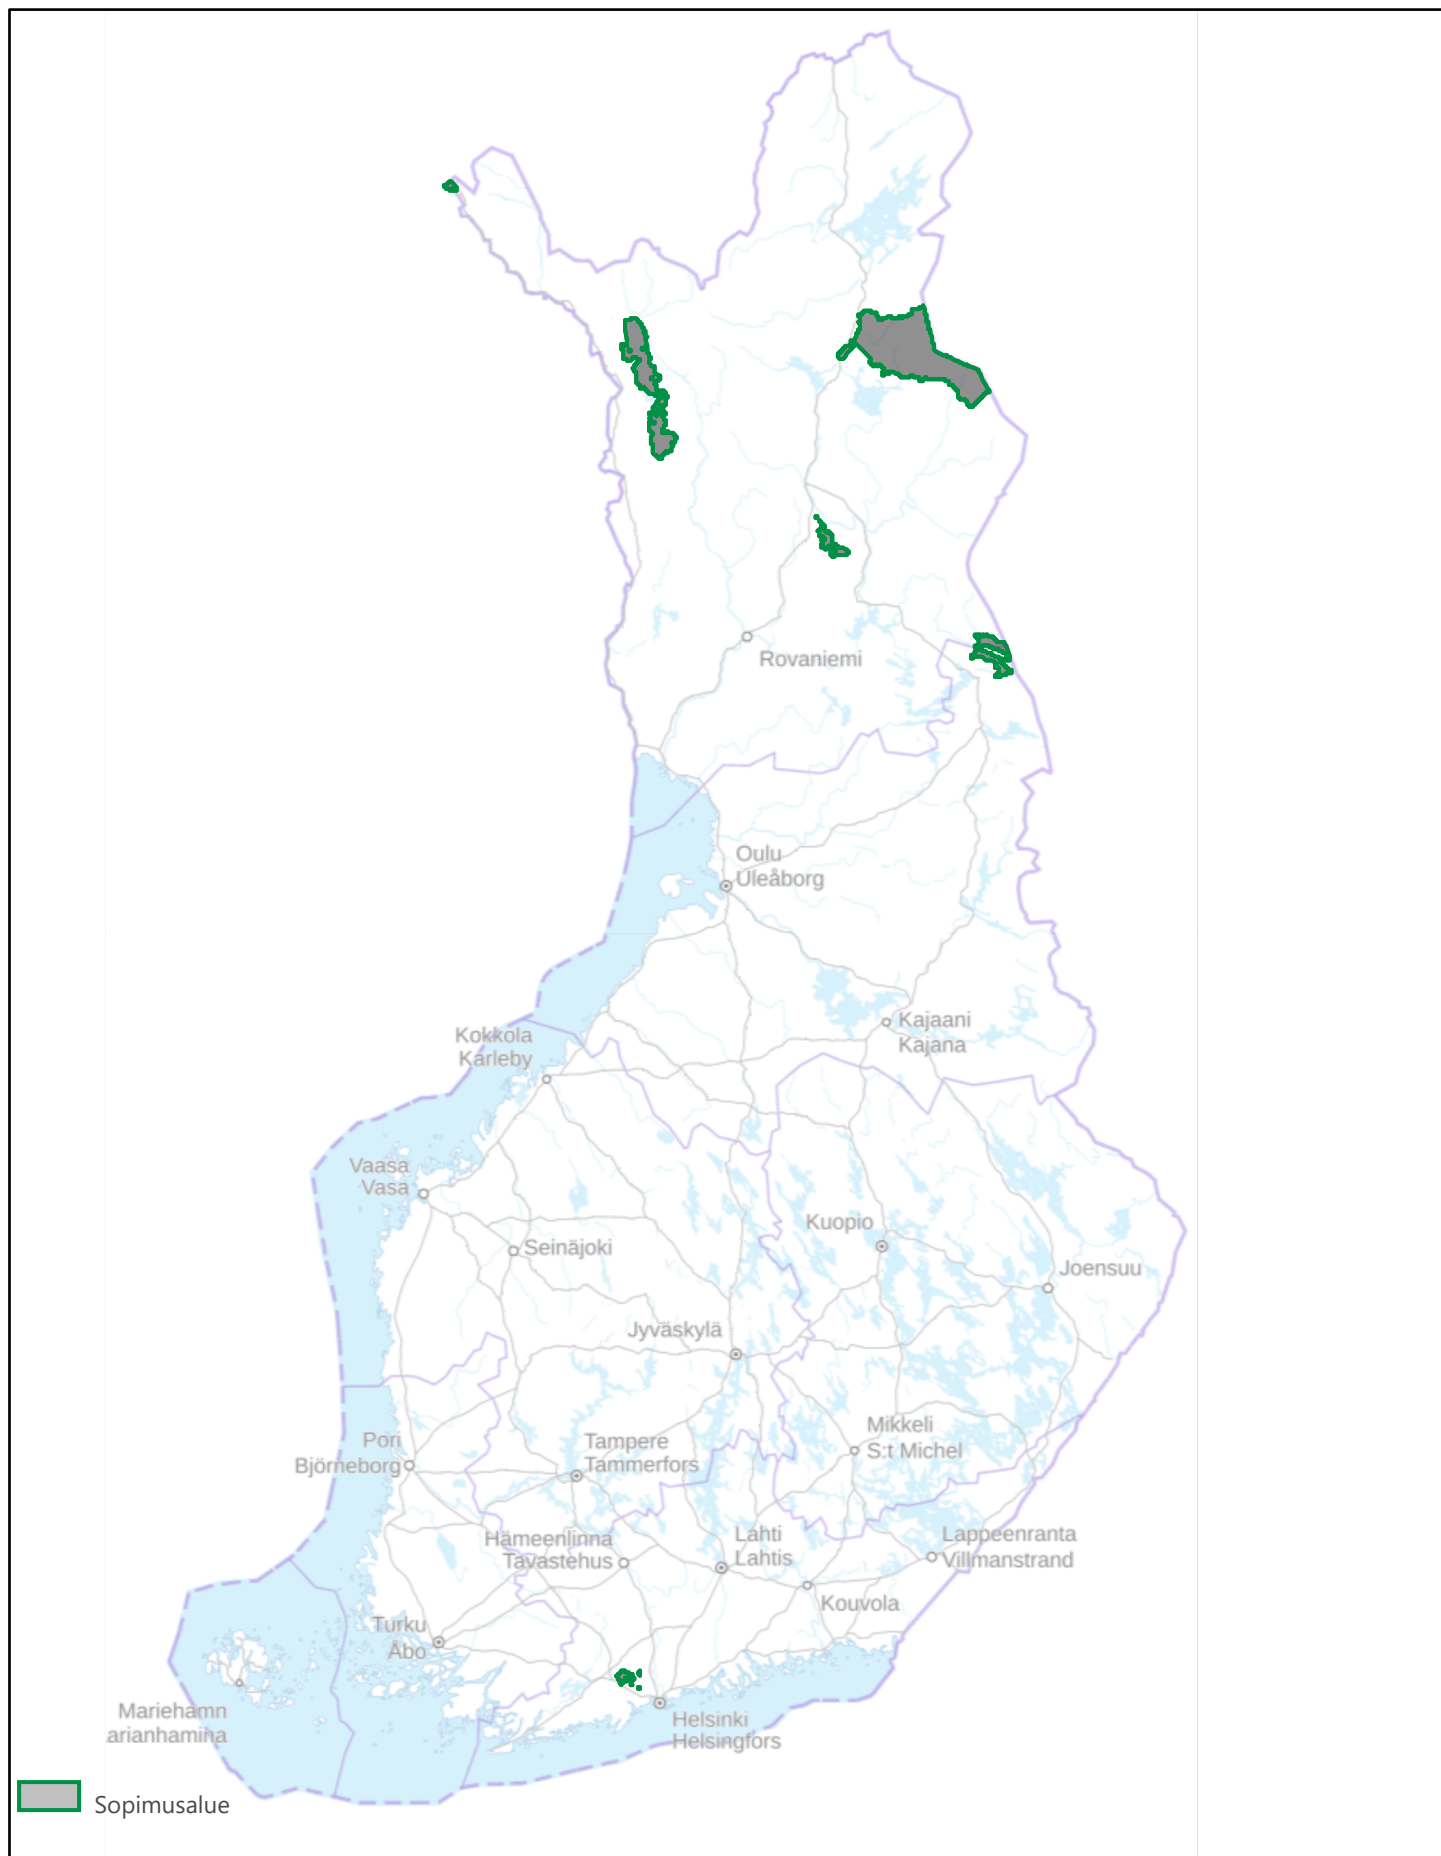 Rovaniemi
Oulu
Uleåborg
Kajaani
Kajana
Kokkola
Karleby
Vaasa
Vasa
Kuopio
Seinäjoki
Joensuu
Jyväskylä
Mikkeli
S:t Michel
Pori
Björneborg
Tampere
Tammerfors
Lahti
Lahtis
Lappeenranta
Villmanstrand
Hämeenlinna
Tavastehus
Kouvola
Turku
Åbo
Mariehamn
arianhamina
Helsinki
Helsingfors
Sopimusalue